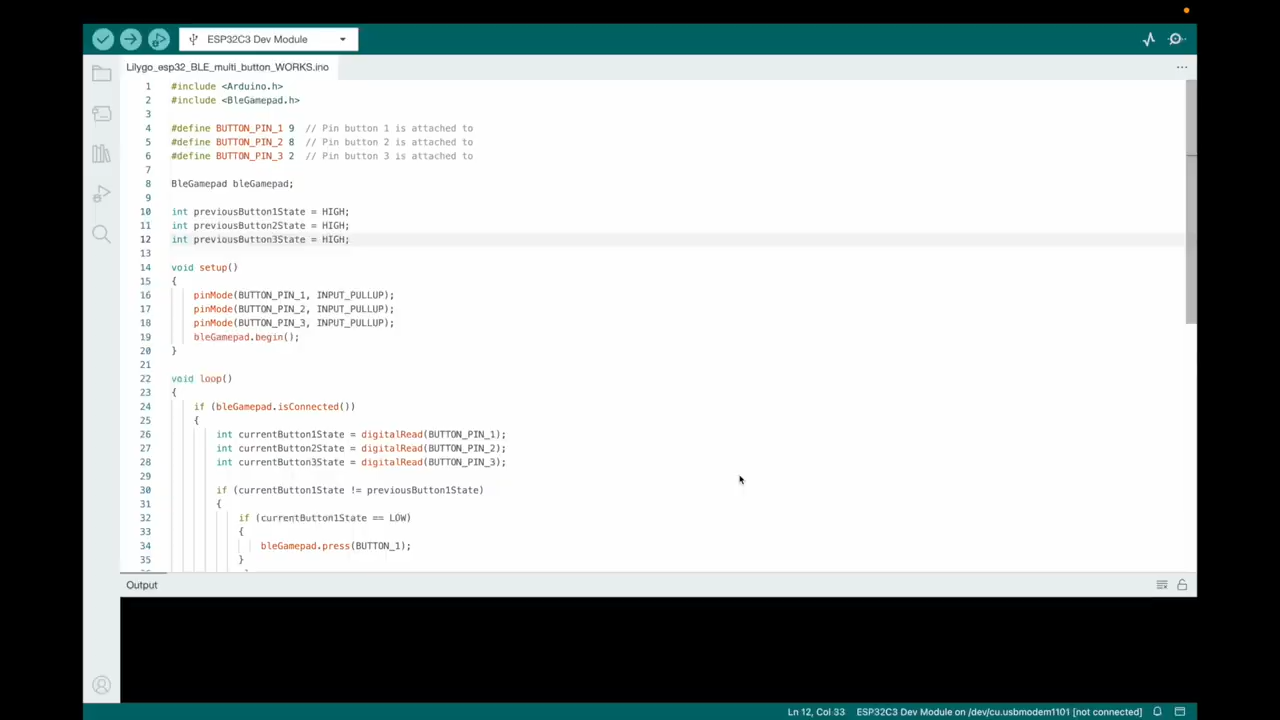 ESP32C3 Dev Module
Lilygo_esp32_BLE_multi_button_WORKS.ino
1 #include <Arduino.h>
2 #include <BleGamepad.h>
3
4 #define BUTTON_PIN_1 9  // Pin button 1 is attached to
5 #define BUTTON_PIN_2 8  // Pin button 2 is attached to
6 #define BUTTON_PIN_3 2  // Pin button 3 is attached to
7
8 BleGamepad bleGamepad;
9
10 int previousButton1State = HIGH;
11 int previousButton2State = HIGH;
12 int previousButton3State = HIGH;
13
14 void setup()
15 {
16     pinMode(BUTTON_PIN_1, INPUT_PULLUP);
17     pinMode(BUTTON_PIN_2, INPUT_PULLUP);
18     pinMode(BUTTON_PIN_3, INPUT_PULLUP);
19     bleGamepad.begin();
20 }
21
22 void loop()
23 {
24     if (bleGamepad.isConnected())
25     {
26         int currentButton1State = digitalRead(BUTTON_PIN_1);
27         int currentButton2State = digitalRead(BUTTON_PIN_2);
28         int currentButton3State = digitalRead(BUTTON_PIN_3);
29
30         if (currentButton1State != previousButton1State)
31         {
32             if (currentButton1State == LOW)
33             {
34                 bleGamepad.press(BUTTON_1);
35             }
Output
Ln 12, Col 33 ESP32C3 Dev Module on /dev/cu.usbmodem1101 [not connected]